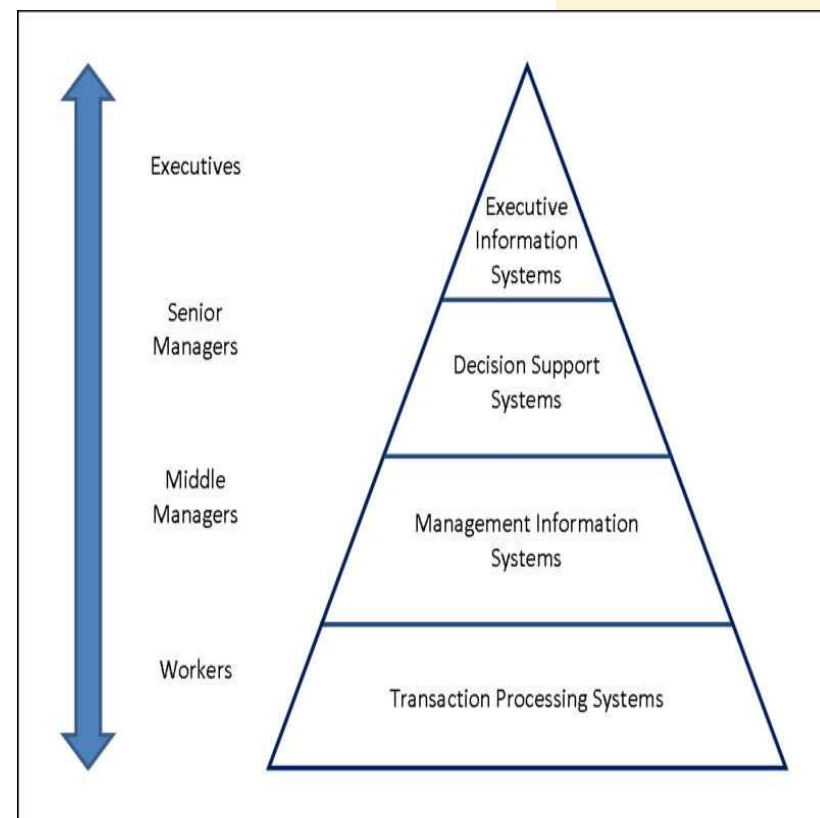 Executives
Executive
Information
Systems
Senior
Managers
Decision Support
Systems
Middle
Managers
Management Information
Systems
Workers
Transaction Processing Systems